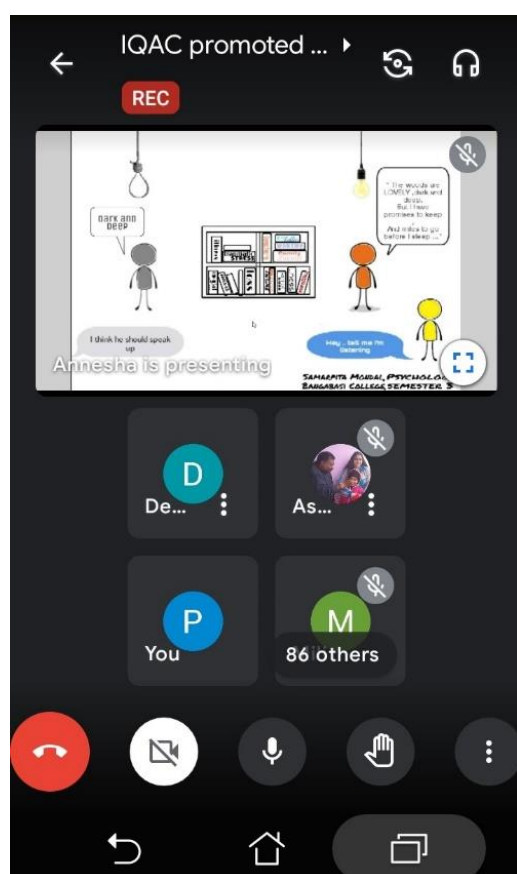 IQAC promoted ...
REC
DARK AND
DEEP
" The woods are
LOVELY ,dark and
deep,
But I have
promises to keep
,
And miles to go
before I sleep ..."
I think he should speak
up
Hey .. tell me I'm
listening
Annesha is presenting
SAMARPITA MONDAL, PSYCHOLO
BANGABASI COLLEGE, SEMESTER 3
D
De...
As...
P
You
M
86 others